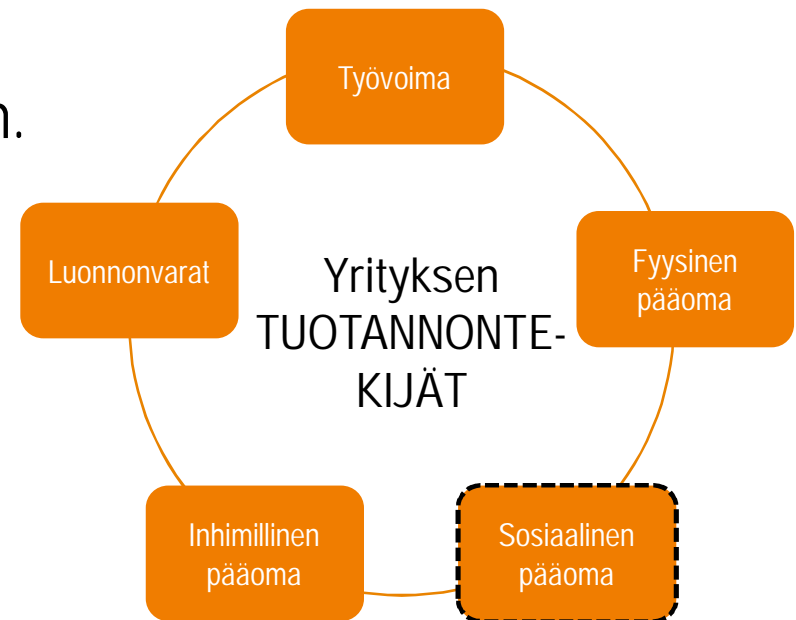 Työvoima
n.
Luonnonvarat
Fyysinen
pääoma
Yrityksen
TUOTANNONTE-
KIJÄT
Inhimillinen
pääoma
Sosiaalinen
pääoma